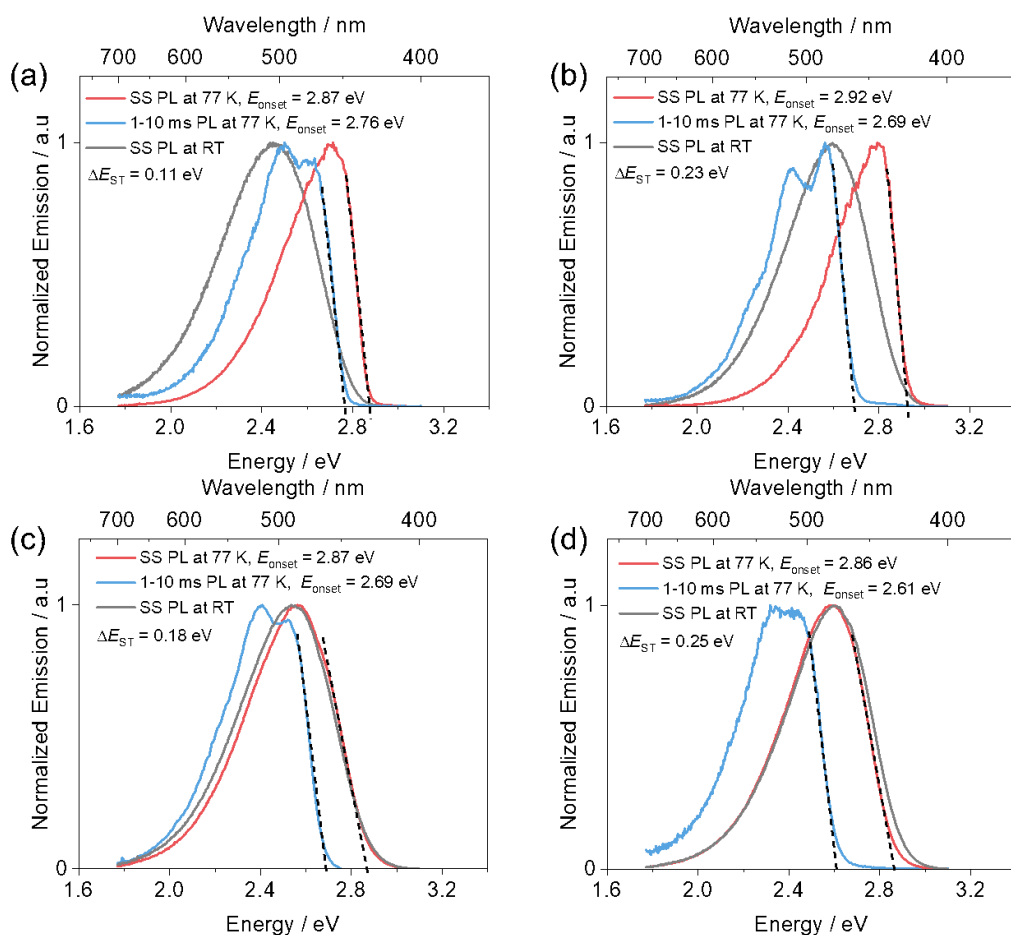 Wavelength / nm
700 600 500 400
(a)
SS PL at 77 K, Eonset = 2.87 eV
1-10 ms PL at 77 K, Eonset = 2.76 eV
SS PL at RT
ΔEST = 0.11 eV
Normalized Emission / a.u
1
0
1.6 2.0 2.4 2.8 3.2
Energy / eV
Wavelength / nm
700 600 500 400
(b)
SS PL at 77 K, Eonset = 2.92 eV
1-10 ms PL at 77 K, Eonset = 2.69 eV
SS PL at RT
ΔEST = 0.23 eV
Normalized Emission / a.u
1
0
1.6 2.0 2.4 2.8 3.2
Energy / eV
Wavelength / nm
700 600 500 400
(c)
SS PL at 77 K, Eonset = 2.87 eV
1-10 ms PL at 77 K, Eonset = 2.69 eV
SS PL at RT
ΔEST = 0.18 eV
Normalized Emission / a.u
1
0
1.6 2.0 2.4 2.8 3.2
Energy / eV
Wavelength / nm
700 600 500 400
(d)
SS PL at 77 K, Eonset = 2.86 eV
1-10 ms PL at 77 K, Eonset = 2.61 eV
SS PL at RT
ΔEST = 0.25 eV
Normalized Emission / a.u
1
0
1.6 2.0 2.4 2.8 3.2
Energy / eV